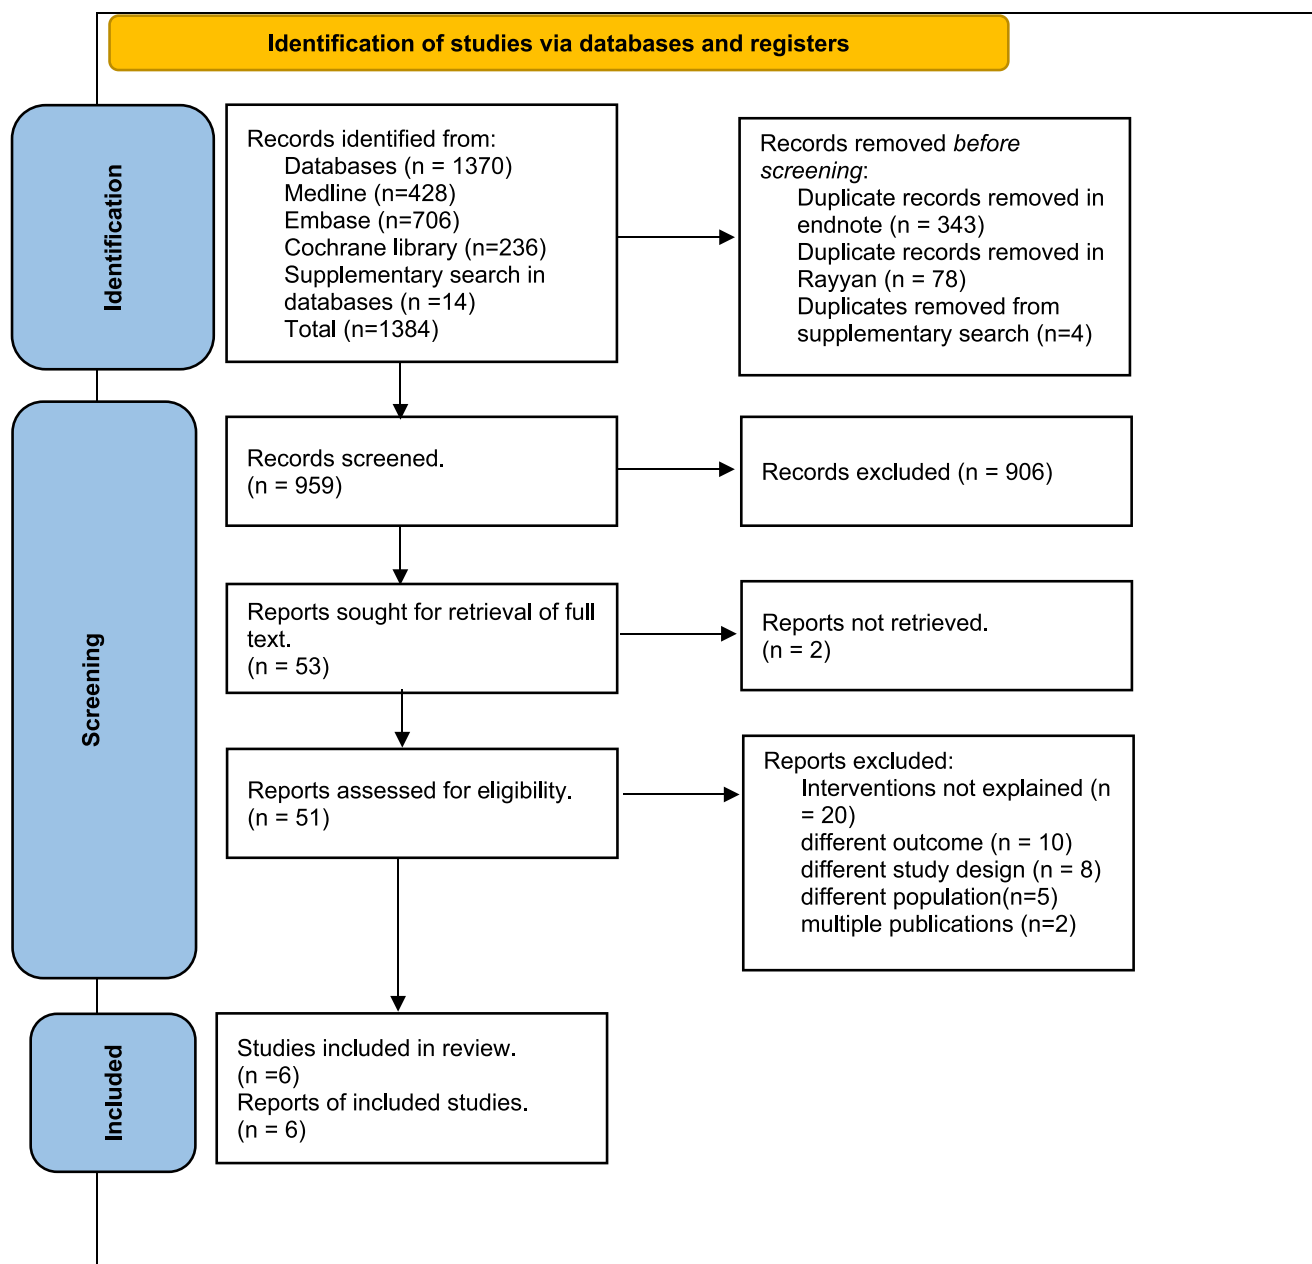 Identification of studies via databases and registers
Identification
Records identified from:
Databases (n = 1370)
Medline (n=428)
Embase (n=706)
Cochrane library (n=236)
Supplementary search in
databases (n =14)
Total (n=1384)
Records removed before
screening:
Duplicate records removed in
endnote (n = 343)
Duplicate records removed in
Rayyan (n = 78)
Duplicates removed from
supplementary search (n=4)
Screening
Records screened.
(n = 959)
Records excluded (n = 906)
Reports sought for retrieval of full
text.
(n = 53)
Reports not retrieved.
(n = 2)
Reports assessed for eligibility.
(n = 51)
Reports excluded:
Interventions not explained (n
= 20)
different outcome (n = 10)
different study design (n = 8)
different population(n=5)
multiple publications (n=2)
Included
Studies included in review.
(n =6)
Reports of included studies.
(n = 6)